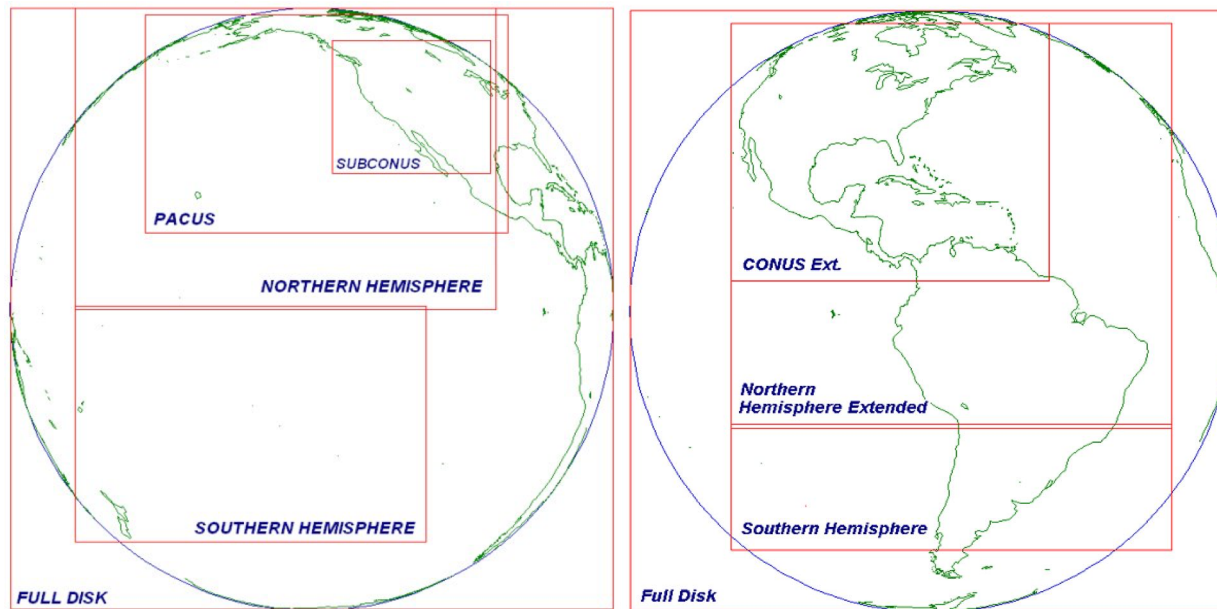 SUBCONUS
PACUS
NORTHERN HEMISPHERE
SOUTHERN HEMISPHERE
FULL DISK
CONUS Ext.
Northern
Hemisphere Extended
Southern Hemisphere
Full Disk